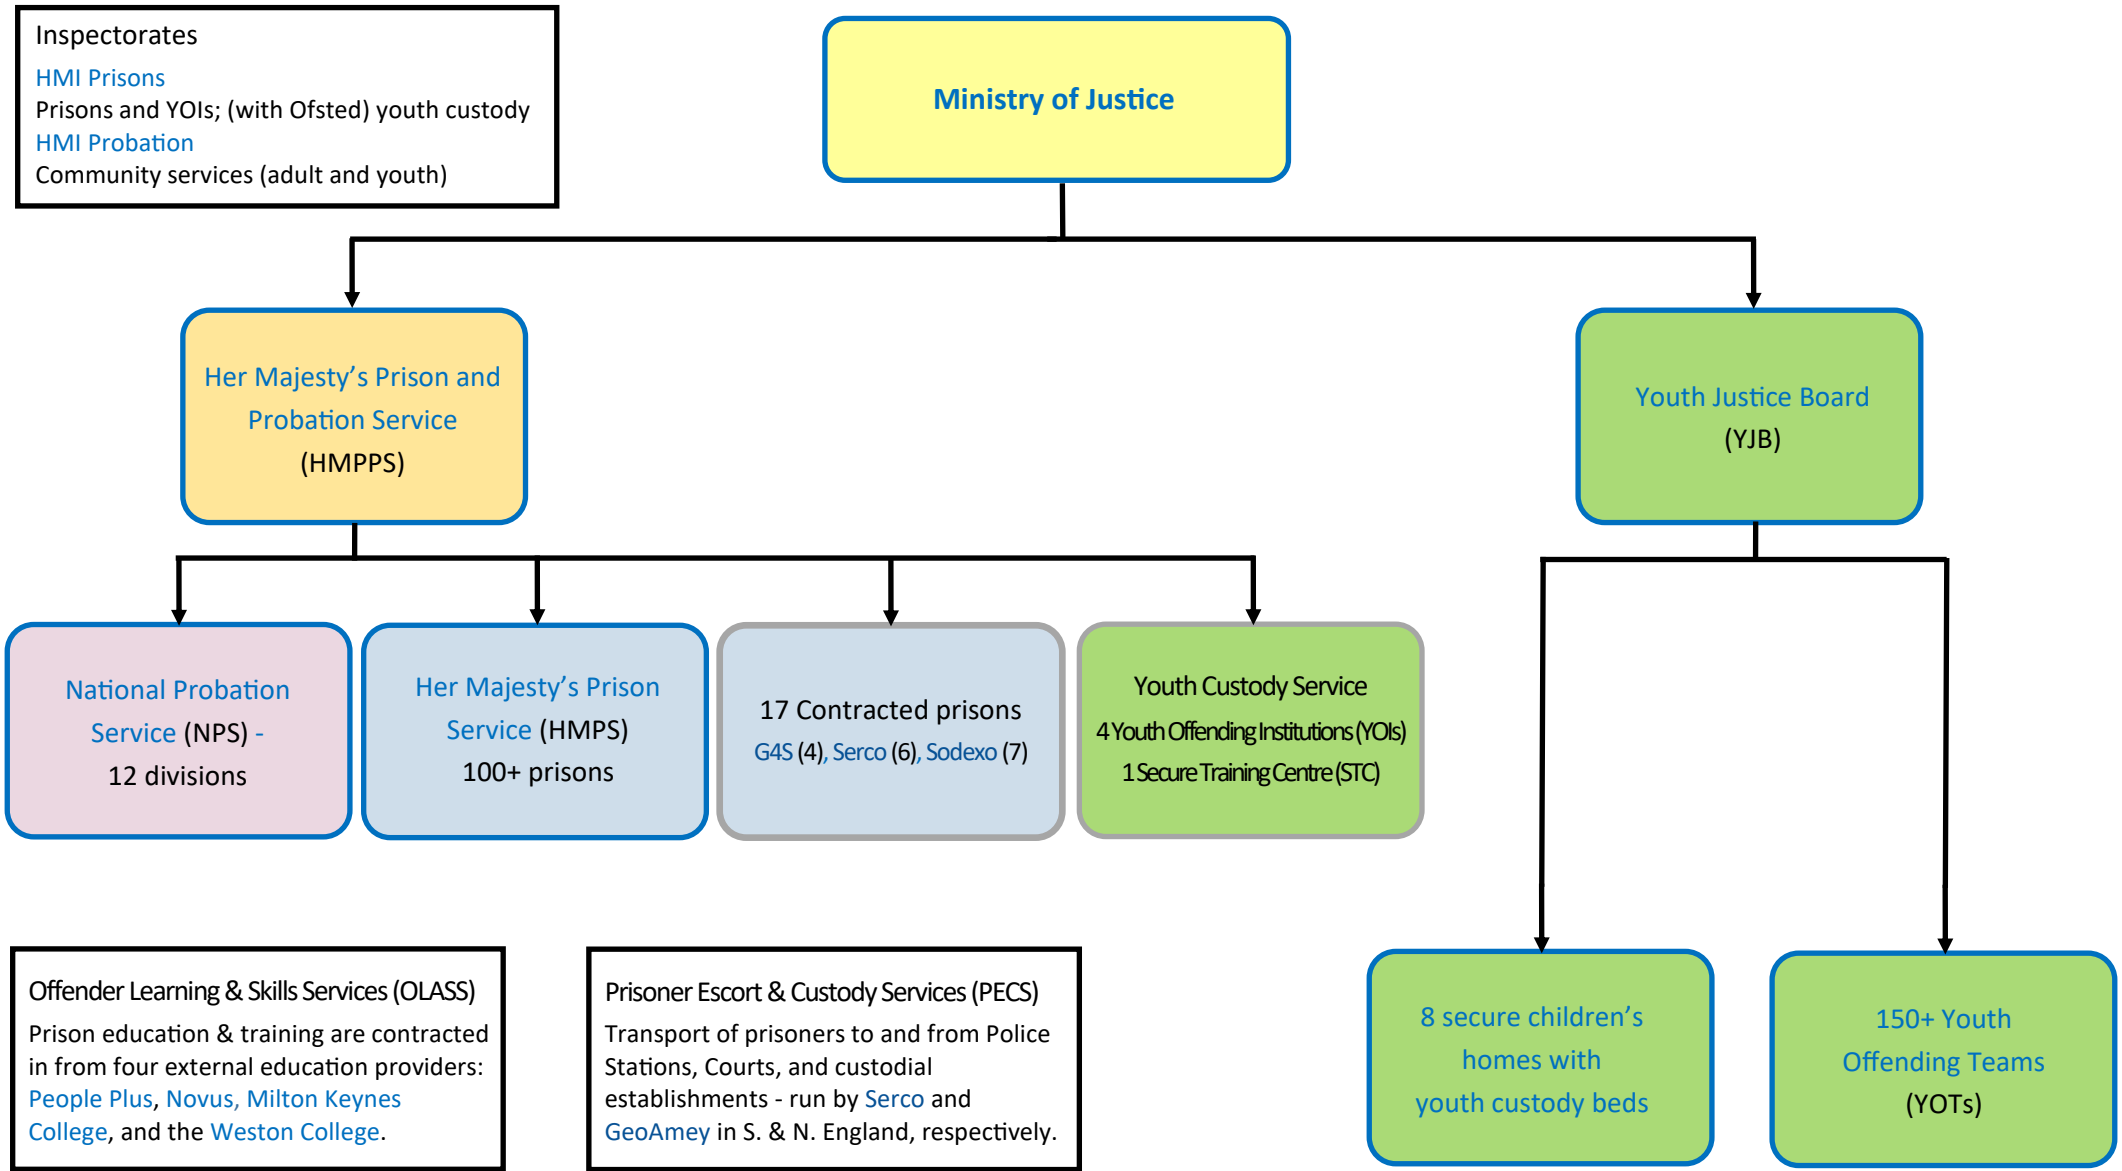 Inspectorates
HMI Prisons
Prisons and YOIs; (with Ofsted) youth custody
HMI Probation
Community services (adult and youth)
Ministry of Justice
Her Majesty’s Prison and
Probation Service
(HMPPS)
Youth Justice Board
(YJB)
National Probation
Service (NPS) -
12 divisions
Her Majesty’s Prison
Service (HMPS)
100+ prisons
17 Contracted prisons
G4S (4), Serco (6), Sodexo (7)
Youth Custody Service
4 Youth Offending Institutions (YOIs)
1 Secure Training Centre (STC)
Offender Learning & Skills Services (OLASS)
Prison education & training are contracted
in from four external education providers:
People Plus, Novus, Milton Keynes
College, and the Weston College.
Prisoner Escort & Custody Services (PECS)
Transport of prisoners to and from Police
Stations, Courts, and custodial
establishments - run by Serco and
GeoAmey in S. & N. England, respectively.
8 secure children’s
homes with
youth custody beds
150+ Youth
Offending Teams
(YOTs)